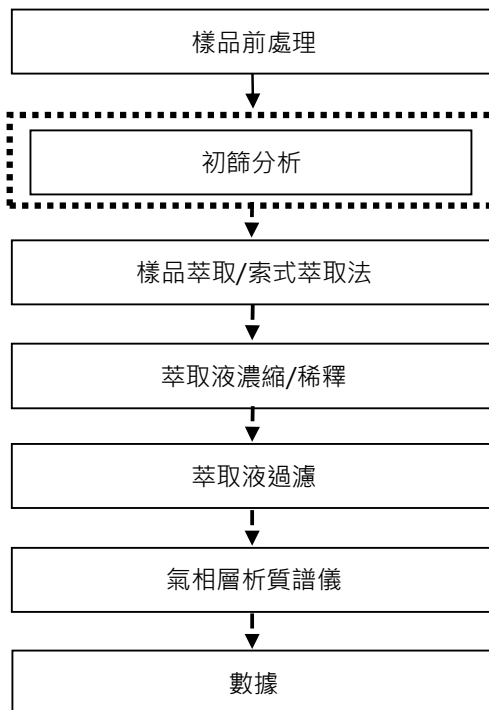 樣品前處理
初篩分析
樣品萃取/索式萃取法
萃取液濃縮/稀釋
萃取液過濾
氣相層析質譜儀
數據